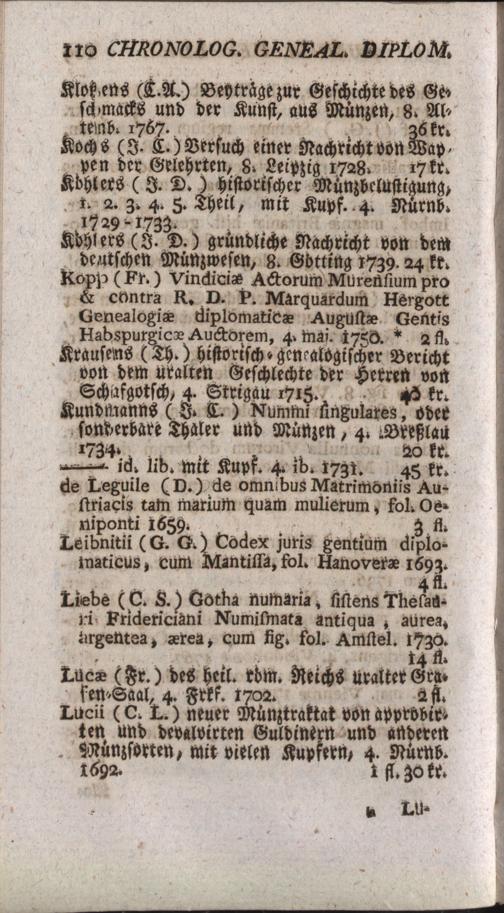 110 CHRONOLOG. GENEAL. DIPLOM.
Klotzens (C. A.) Beyträge zur Geschichte des Ge-
schmacks und der Kunst, aus Münzen, 8. Al-
tenb. 1767. 36 kr.
Kochs (J. C.) Versuch einer Nachricht von Wap-
pen der Gelehrten, 8. Leipzig 1728. 17 kr.
Köhlers (J. D.) historischer Münzbelustigung,
1. 2. 3. 4. 5. Theil, mit Kupf. 4. Nürnb.
1729-1733.
Köhlers (J. D.) gründliche Nachricht von dem
deutschen Münzwesen, 8. Götting 1739. 24 kr.
Kopp (Fr.) Vindiciæ Actorum Murensium pro
& contra R. D. P. Marquardum Hergott
Genealogiæ diplomaticæ Augustæ Gentis
Habspurgicæ Auctorem, 4. maj. 1750. * 2 fl.
Krausens (Th.) historisch-genealogischer Bericht
von dem uralten Geschlechte der Herren von
Schafgotsch, 4. Strigau 1715. kr.
Kundmanns (J. C.) Nummi singulares, oder
sonderbare Thaler und Münzen, 4. Breßlau
1734. 20 kr.
—— id. lib. mit Kupf. 4. ib. 1731. 45 kr.
de Leguile (D.) de omnibus Matrimoniis Au-
striacis tam marium quam mulierum, fol. Oe-
niponti 1659. 3 fl.
Leibnitii (G. G.) Codex juris gentium diplo-
maticus, cum Mantissa, fol. Hanoveræ 1693.
4 fl.
Liebe (C. S.) Gotha numaria, sistens Thesau-
ri Fridericiani Numismata antiqua, aurea,
argentea, ærea, cum fig. fol. Amstel. 1730.
14 fl.
Lucæ (Fr.) des heil. röm. Reichs uralter Gra-
fen-Saal, 4. Frkf. 1702. 2 fl.
Lucii (C. L.) neuer Münztraktat von approbir-
ten und devalvirten Guldinern und anderen
Münzsorten, mit vielen Kupfern, 4. Nürnb.
1692. 1 fl. 30 kr.
Lü-